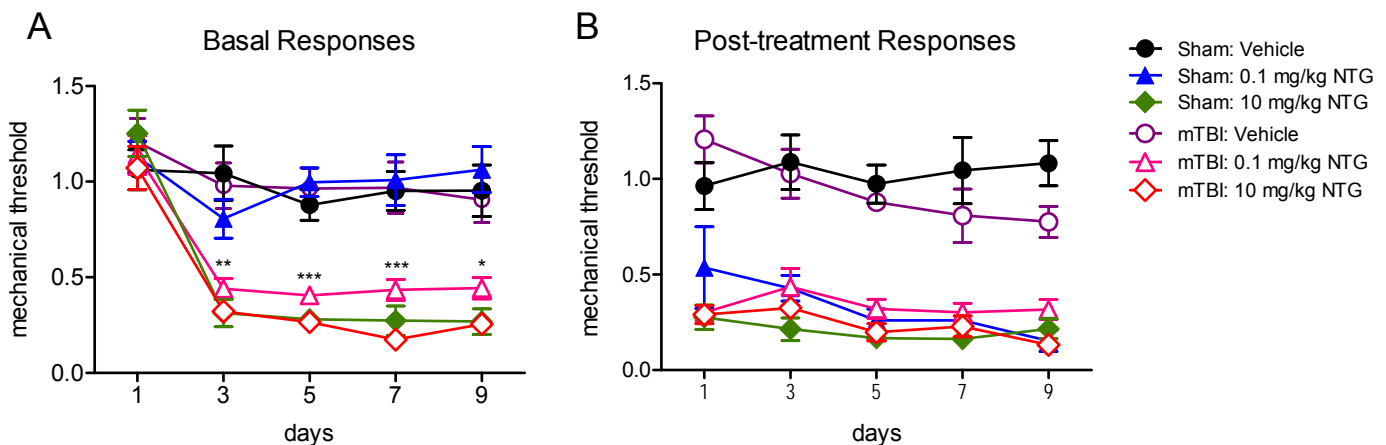 A
Basal Responses
mechanical threshold
1.5
1.0
0.5
0.0
**
***
***
*
1 3 5 7 9
days
B
Post-treatment Responses
mechanical threshold
1.5
1.0
0.5
0.0
1 3 5 7 9
days
Sham: Vehicle
Sham: 0.1 mg/kg NTG
Sham: 10 mg/kg NTG
mTBI: Vehicle
mTBI: 0.1 mg/kg NTG
mTBI: 10 mg/kg NTG